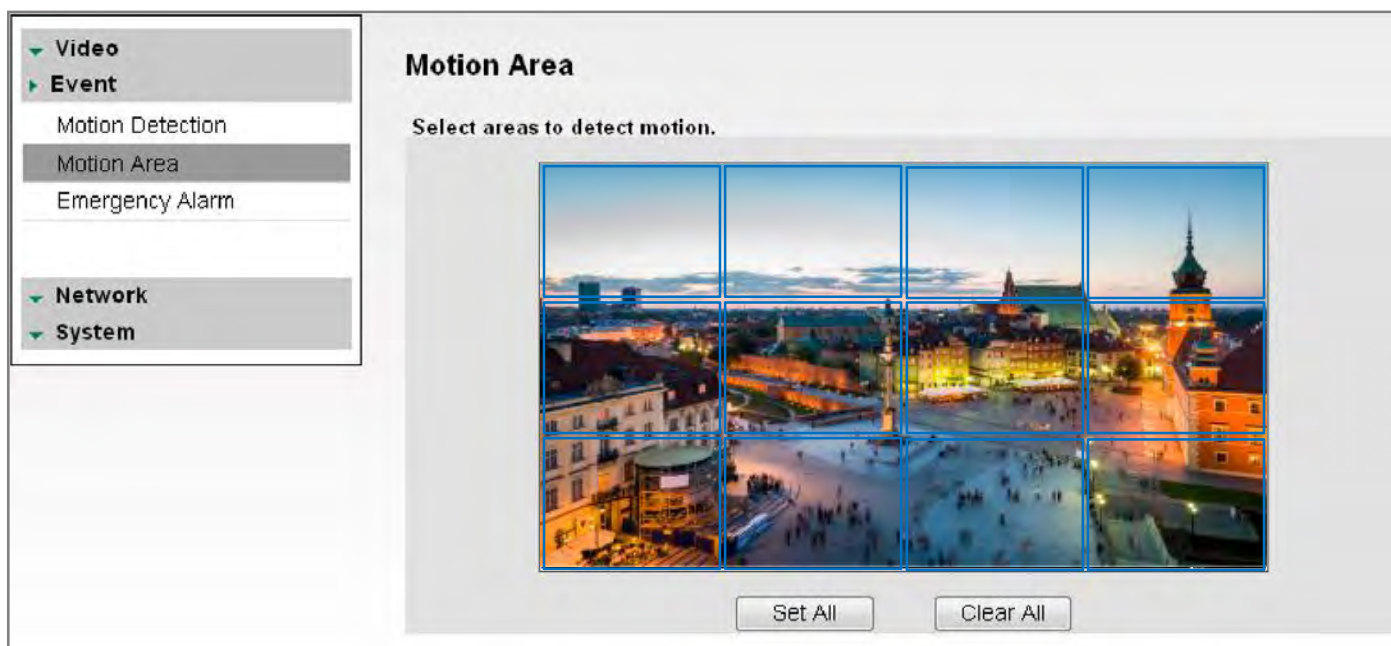 Video
Event
Motion Detection
Motion Area
Emergency Alarm
Network
System
Motion Area
Select areas to detect motion.
Set All
Clear All